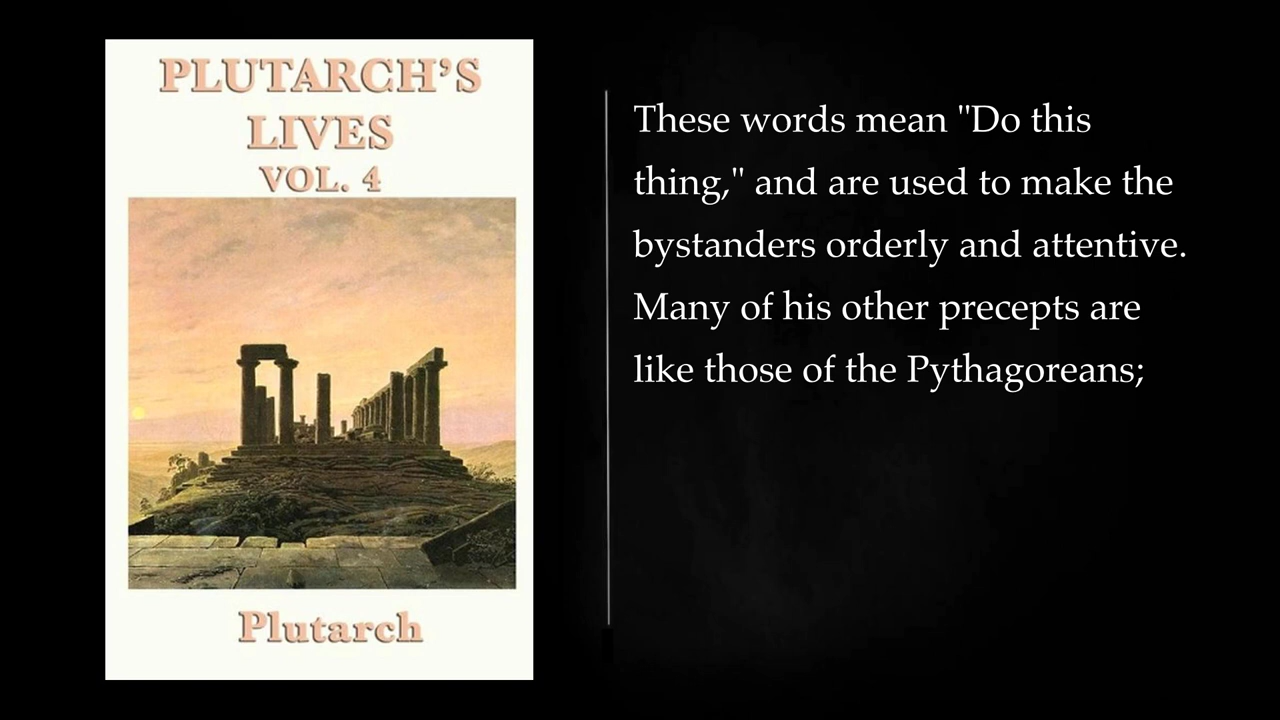 PLUTARCH'S
LIVES
VOL. 4
Plutarch
These words mean "Do this
thing," and are used to make the
bystanders orderly and attentive.
Many of his other precepts are
like those of the Pythagoreans;